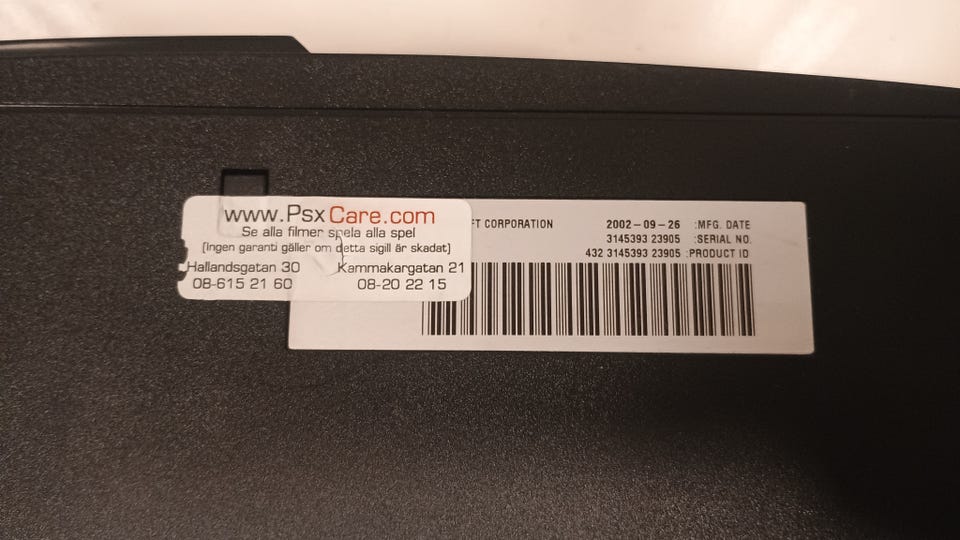 www.PsxCare.com
Se alla filmer spela alla spel
(Ingen garanti gäller om detta sigill är skadat)
Hallandsgatan 30 Kammakargatan 21
08-615 21 60 08-20 22 15
FT CORPORATION 2002-09-26 :MFG. DATE
3145393 23905 :SERIAL NO.
432 3145393 23905 :PRODUCT ID